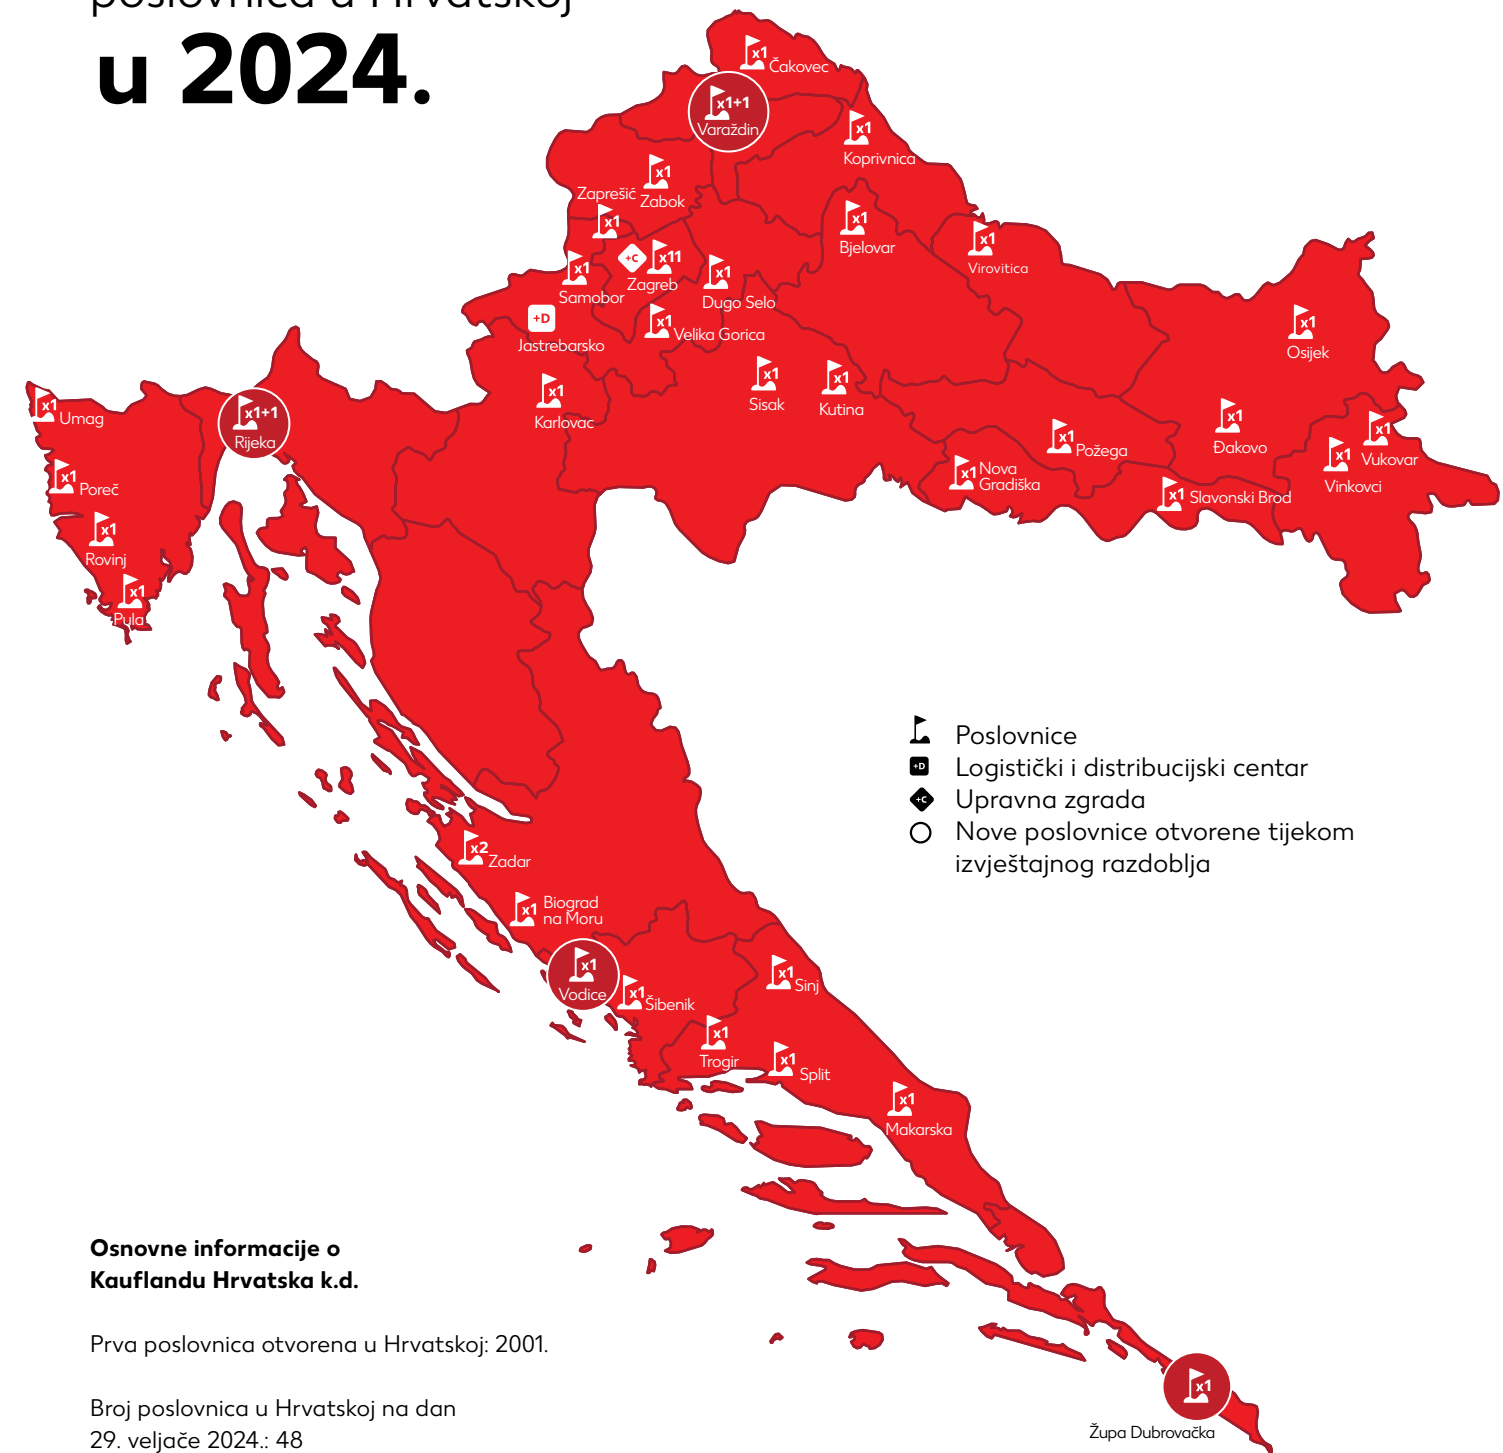 poslovnica u Hrvatskoj
u 2024.
x1
Čakovec
x1+1
Varaždin
x1
Koprivnica
x1
Zaprešić
Zabok
x1
x1
Bjelovar
x1
Virovitica
+C
x11
Zagreb
x1
Samobor
x1
Dugo Selo
+D
Jastrebarsko
x1
Velika Gorica
x1
Osijek
x1
Karlovac
x1
Sisak
x1
Kutina
x1
Umag
x1+1
Rijeka
x1
Đakovo
x1
Vukovar
x1
Požega
x1
Vinkovci
x1
Nova
Gradiška
x1
Slavonski Brod
x1
Poreč
x1
Rovinj
x1
Pula
Poslovnice
+D
Logistički i distribucijski centar
+C
Upravna zgrada
Nove poslovnice otvorene tijekom
izvještajnog razdoblja
x2
Zadar
x1
Biograd
na Moru
x1
Vodice
x1
Šibenik
x1
Sinj
x1
Trogir
x1
Split
x1
Makarska
Osnovne informacije o
Kauflandu Hrvatska k.d.
Prva poslovnica otvorena u Hrvatskoj: 2001.
Broj poslovnica u Hrvatskoj na dan
29. veljače 2024.: 48
x1
Župa Dubrovačka